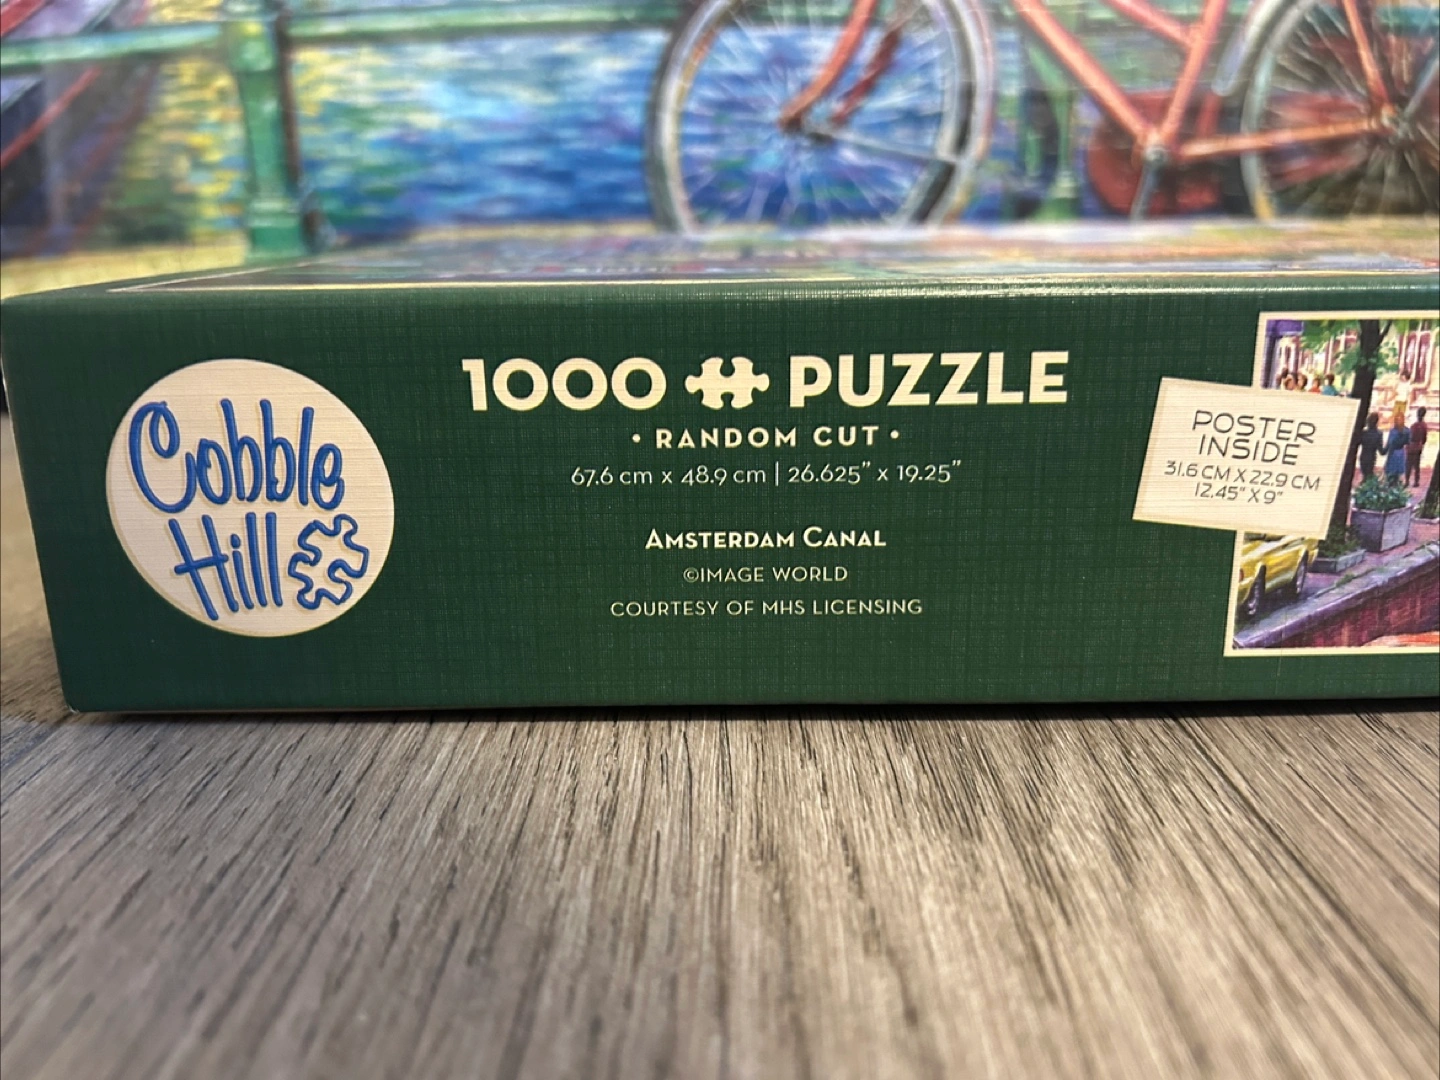 Cobble
Hill
1000 PUZZLE
• RANDOM CUT •
67.6 cm x 48.9 cm | 26.625" x 19.25"
AMSTERDAM CANAL
©IMAGE WORLD
COURTESY OF MHS LICENSING
POSTER
INSIDE
31.6 CM X 22.9 CM
12.45" X 9"